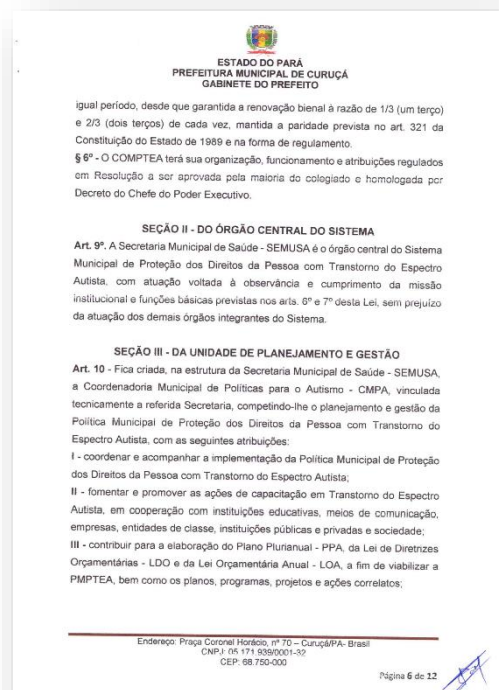 ESTADO DO PARÁ
PREFEITURA MUNICIPAL DE CURUÇÁ
GABINETE DO PREFEITO
igual período, desde que garantida a renovação bienal à razão de 1/3 (um terço)
e 2/3 (dois terços) de cada vez, mantida a paridade prevista no art. 321 da
Constituição do Estado de 1989 e na forma de regulamento.
§ 6º - O COMPTEA terá sua organização, funcionamento e atribuições regulados
em Resolução a ser aprovada pela maioria do colegiado e homologada por
Decreto do Chefe do Poder Executivo.
SEÇÃO II - DO ÓRGÃO CENTRAL DO SISTEMA
Art. 9º. A Secretaria Municipal de Saúde - SEMUSA é o órgão central do Sistema
Municipal de Proteção dos Direitos da Pessoa com Transtorno do Espectro
Autista, com atuação voltada à observância e cumprimento da missão
institucional e funções básicas previstas nos arts. 6º e 7º desta Lei, sem prejuízo
da atuação dos demais órgãos integrantes do Sistema.
SEÇÃO III - DA UNIDADE DE PLANEJAMENTO E GESTÃO
Art. 10 - Fica criada, na estrutura da Secretaria Municipal de Saúde - SEMUSA,
a Coordenadoria Municipal de Políticas para o Autismo - CMPA, vinculada
tecnicamente a referida Secretaria, competindo-lhe o planejamento e gestão da
Política Municipal de Proteção dos Direitos da Pessoa com Transtorno do
Espectro Autista, com as seguintes atribuições:
I - coordenar e acompanhar a implementação da Política Municipal de Proteção
dos Direitos da Pessoa com Transtorno do Espectro Autista;
II - fomentar e promover as ações de capacitação em Transtorno do Espectro
Autista, em cooperação com instituições educativas, meios de comunicação,
empresas, entidades de classe, instituições públicas e privadas e sociedade;
III - contribuir para a elaboração do Plano Plurianual - PPA, da Lei de Diretrizes
Orçamentárias - LDO e da Lei Orçamentária Anual - LOA, a fim de viabilizar a
PMPTEA, bem como os planos, programas, projetos e ações correlatos;
Endereço: Praça Coronel Horácio, nº 70 – Curuçá/PA- Brasil
CNPJ: 05.171.939/0001-32
CEP: 68.750-000
Página 6 de 12